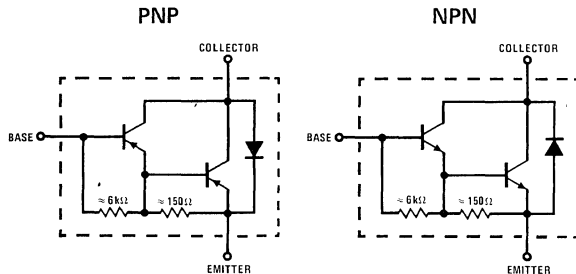 PNP
COLLECTOR
BASE
≈ 6kΩ
≈ 150Ω
EMITTER
NPN
COLLECTOR
BASE
≈ 6kΩ
≈ 150Ω
EMITTER